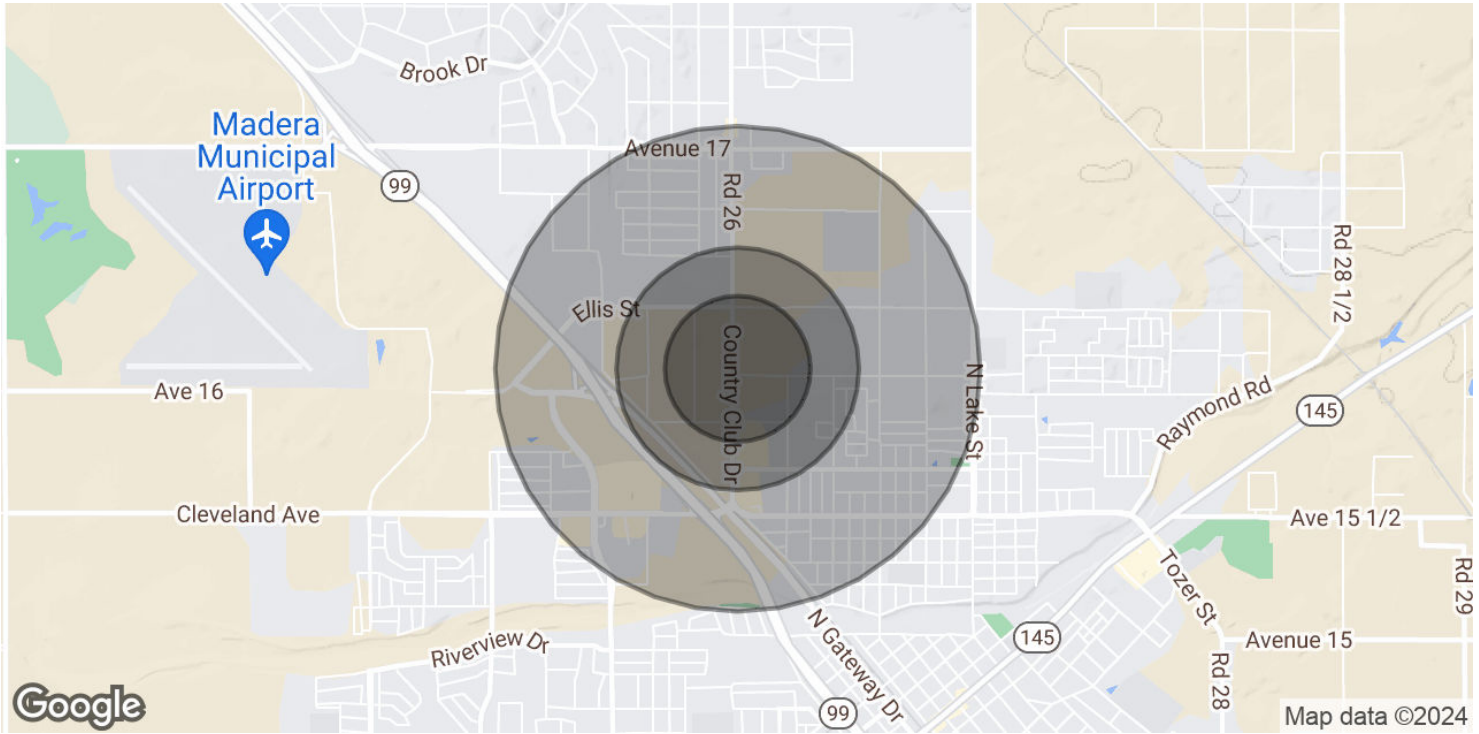 Brook Dr
Madera
Municipal
Airport
Avenue 17
99
Rd 26
Rd 28 1/2
Ellis St
Country Club Dr
N Lake St
Ave 16
Raymond Rd
145
Cleveland Ave
Ave 15 1/2
Tozer St
Rd 29
Riverview Dr
N Gateway Dr
145
Avenue 15
Rd 28
Google
99
Map data ©2024